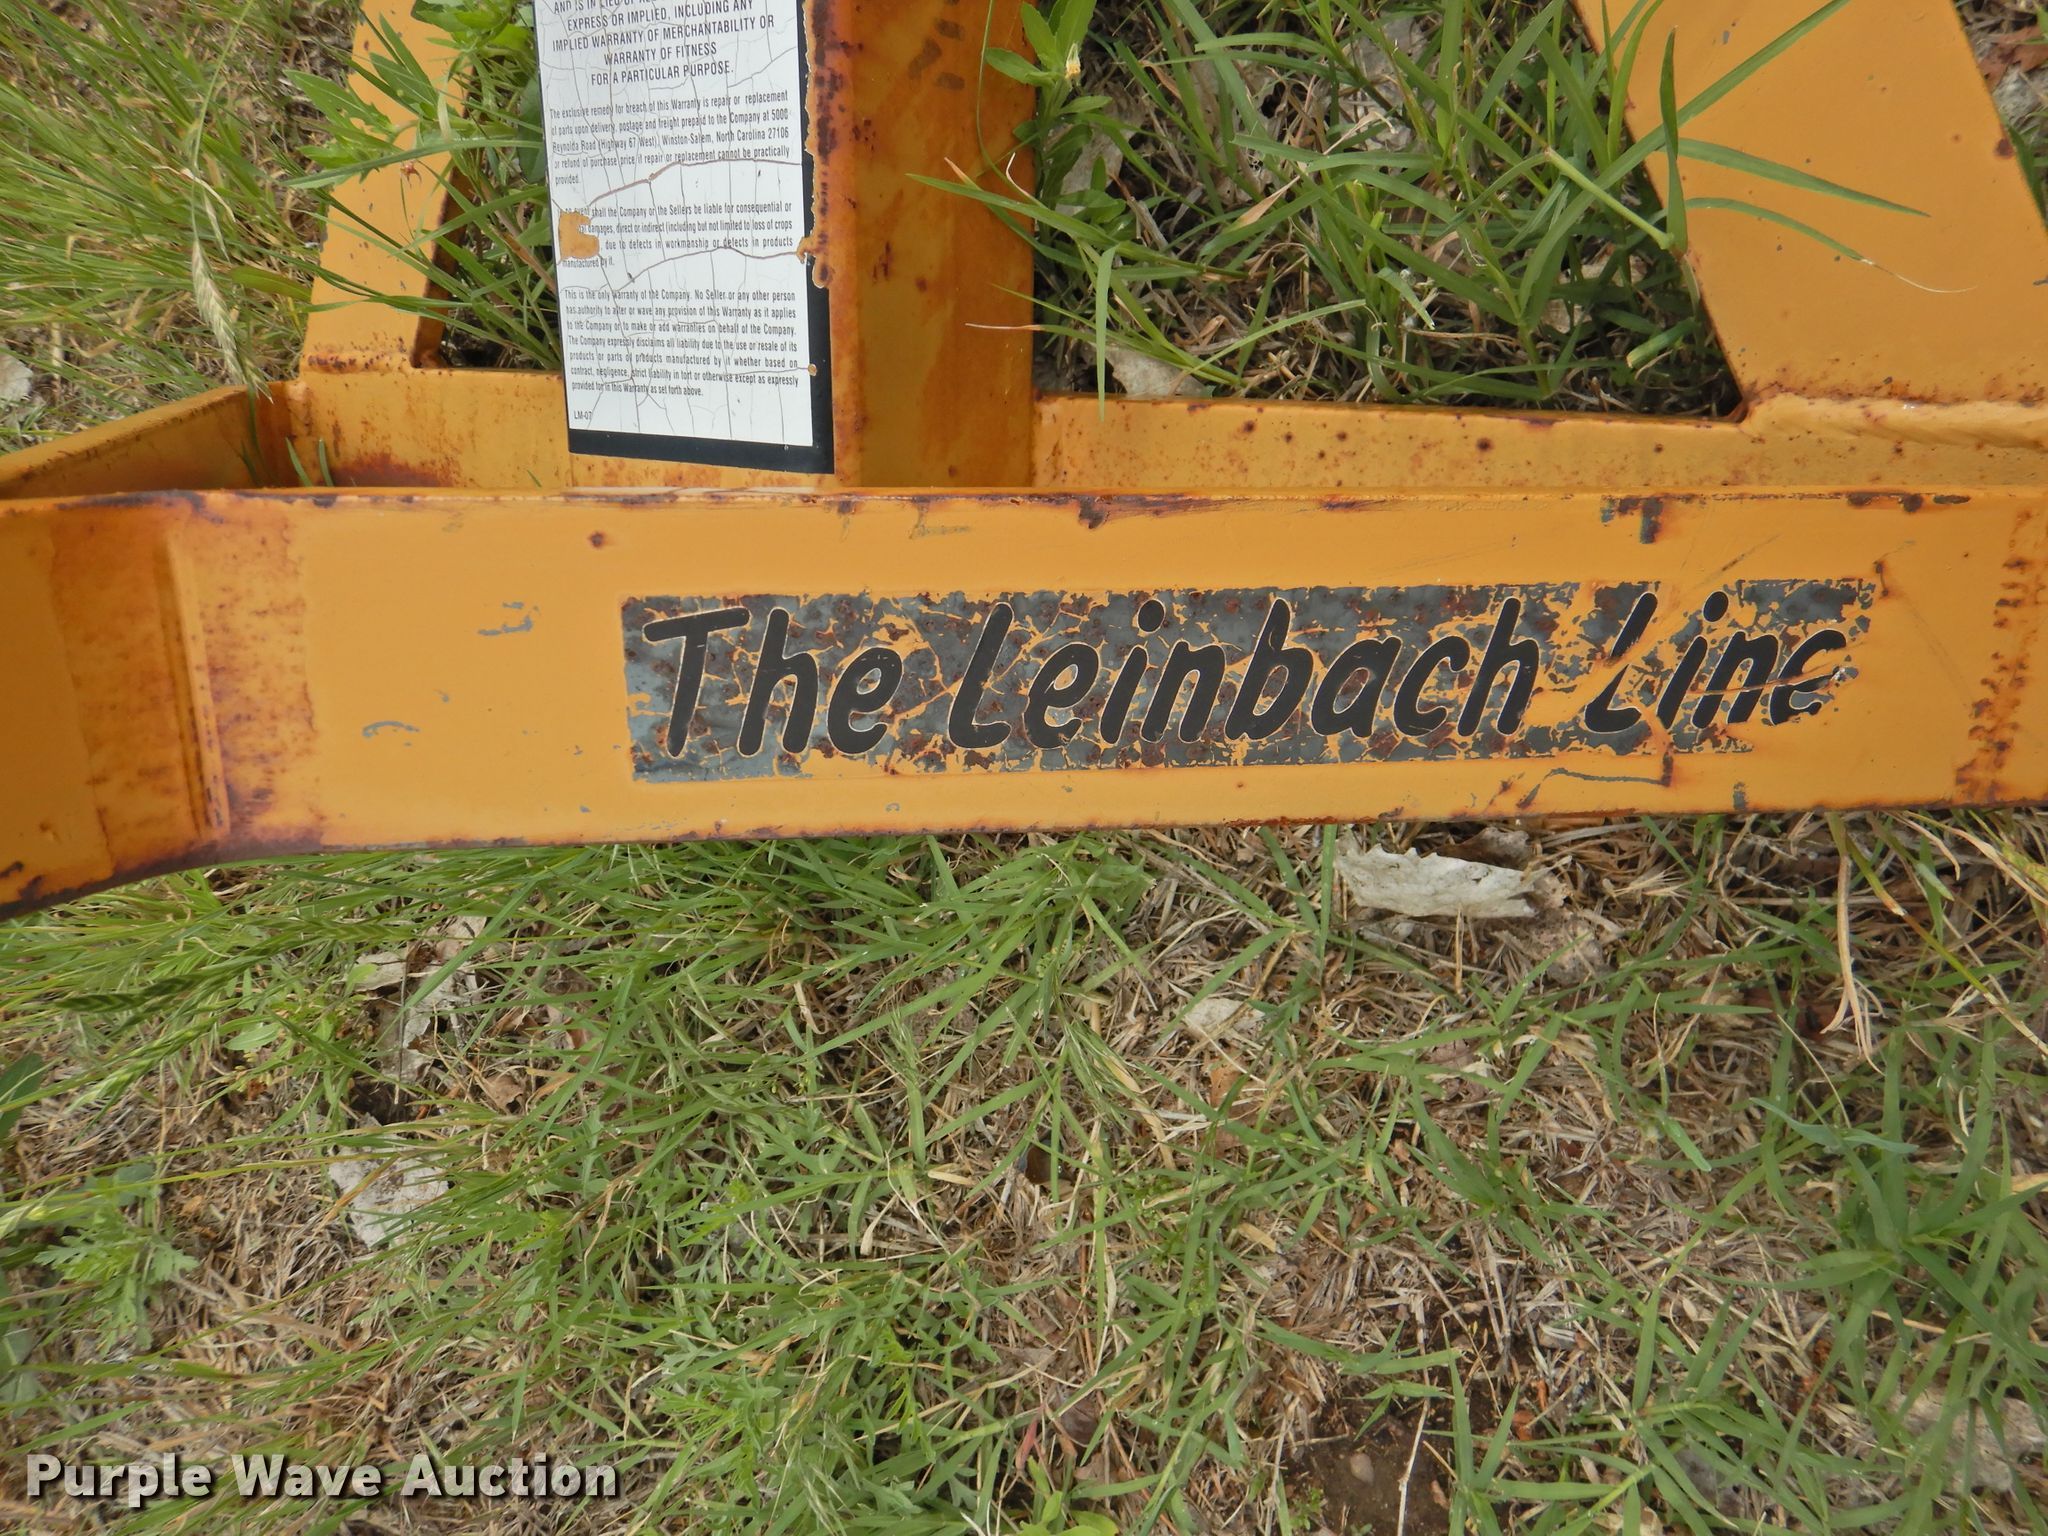 EXPRESS OR IMPLIED, INCLUDING ANY
IMPLIED WARRANTY OF MERCHANTABILITY OR
WARRANTY OF FITNESS
FOR A PARTICULAR PURPOSE.
The exclusive remedy for breach of this Warranty is repair or replacement
of parts upon delivery, postage and freight prepaid to the Company at 5000
Reynolda Road (Highway 67 West), Winston-Salem, North Carolina 27106
or refund of purchase price if repair or replacement cannot be practically
provided.
shall the Company or the Sellers be liable for consequential or
damages, direct or indirect (including but not limited to loss of crops
, due to defects in workmanship or defects in products
manufactured by it.
This is the only Warranty of the Company. No Seller or any other person
has authority to alter or wave any provision of this Warranty as it applies
to the Company or to make or add warranties on behalf of the Company.
The Company expressly disclaims all liability due to the use or resale of its
products or parts of products manufactured by it whether based on
contract, negligence, strict liability in tort or otherwise except as expressly
provided for in this Warranty as set forth above.
LM-07
The Leinbach Line
Purple Wave Auction